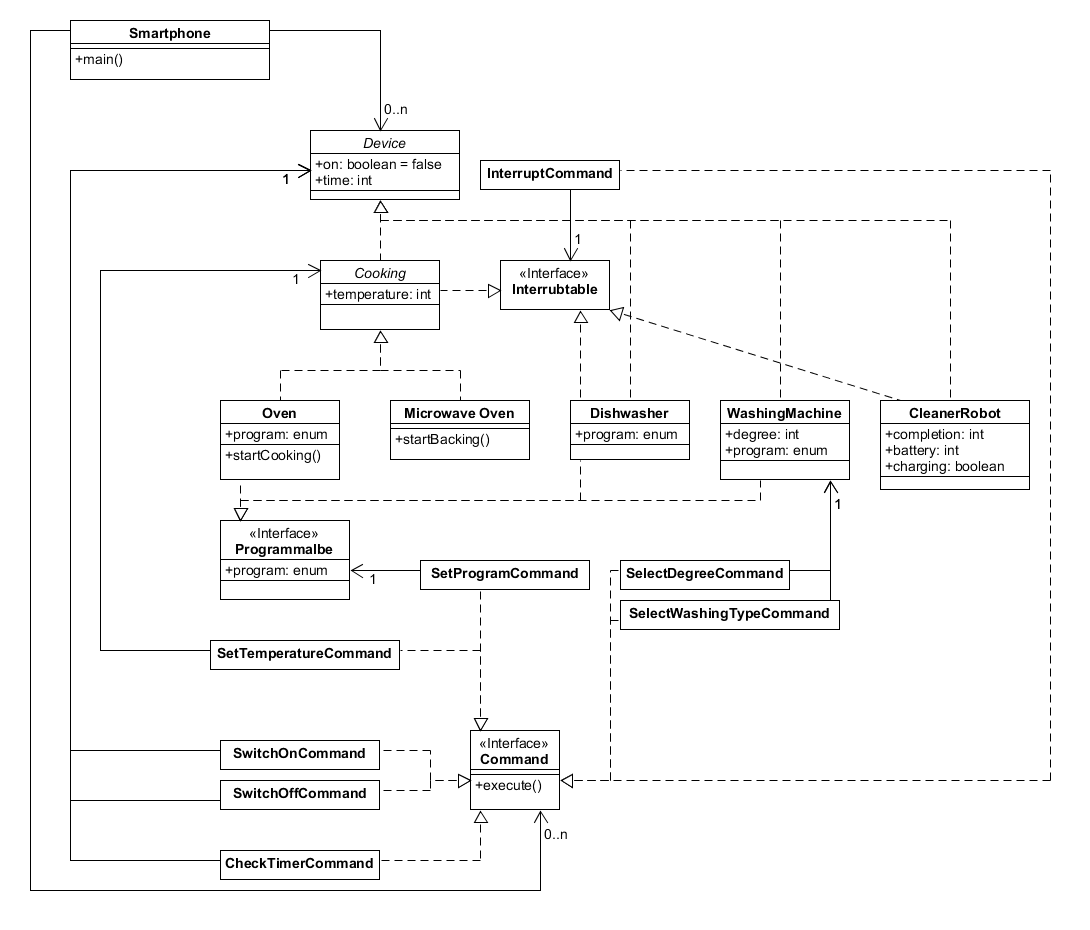 Smartphone
+main()
0..n
Device
+on: boolean = false
+time: int
1
InterruptCommand
1
Cooking
+temperature: int
1
«Interface»
Interrubtable
Oven
+program: enum
+startCooking()
Microwave Oven
+startBacking()
Dishwasher
+program: enum
WashingMachine
+degree: int
+program: enum
CleanerRobot
+completion: int
+battery: int
+charging: boolean
1
«Interface»
Programmalbe
+program: enum
1
SetProgramCommand
SelectDegreeCommand
SelectWashingTypeCommand
SetTemperatureCommand
«Interface»
Command
+execute()
SwitchOnCommand
SwitchOffCommand
0..n
CheckTimerCommand